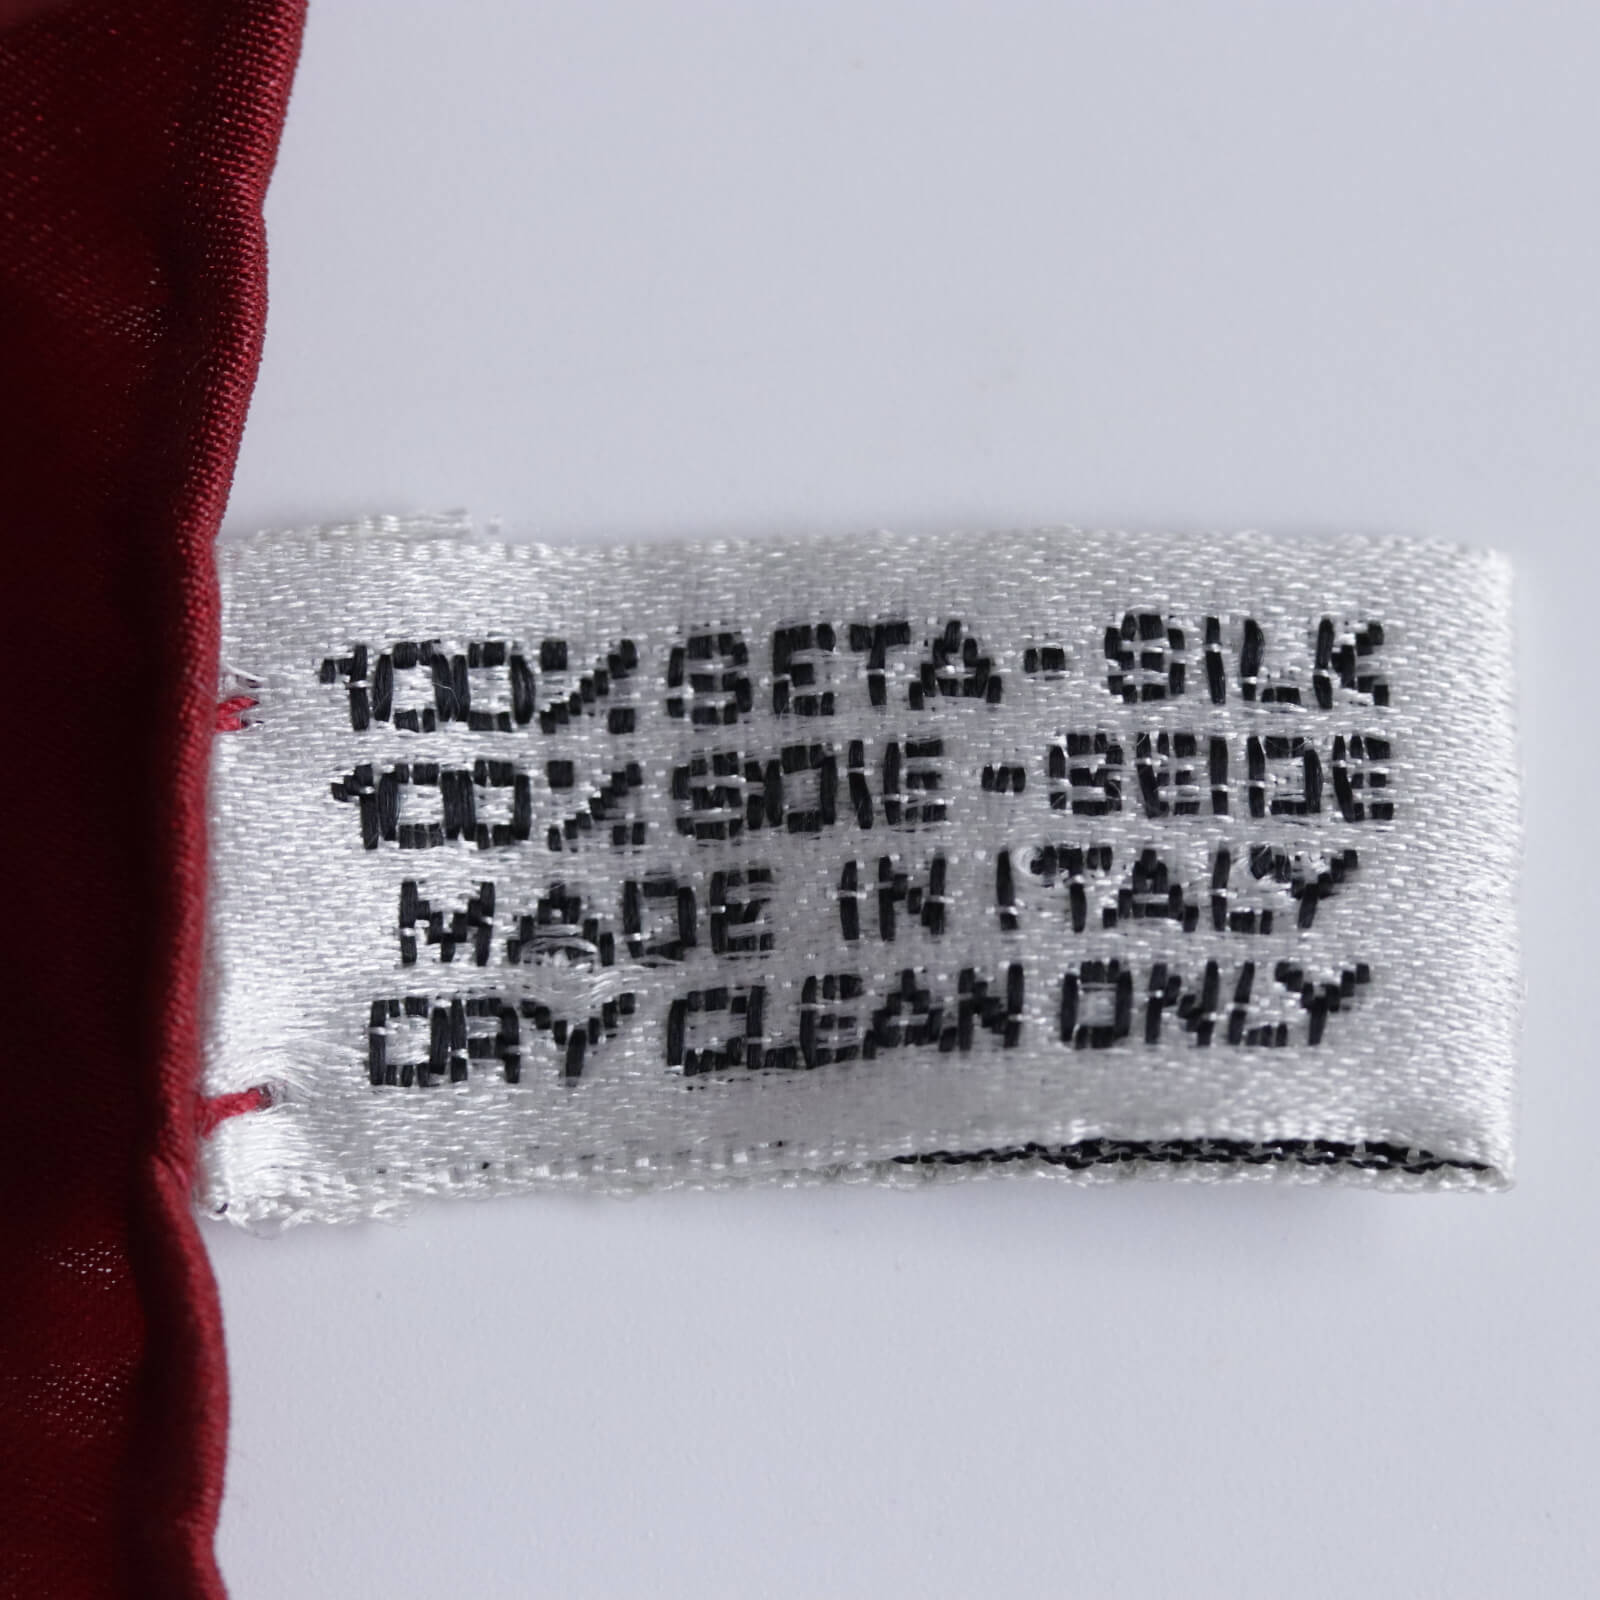 100% SETA - SILK
100% SOIE - SEIDE
MADE IN ITALY
DRY CLEAN ONLY